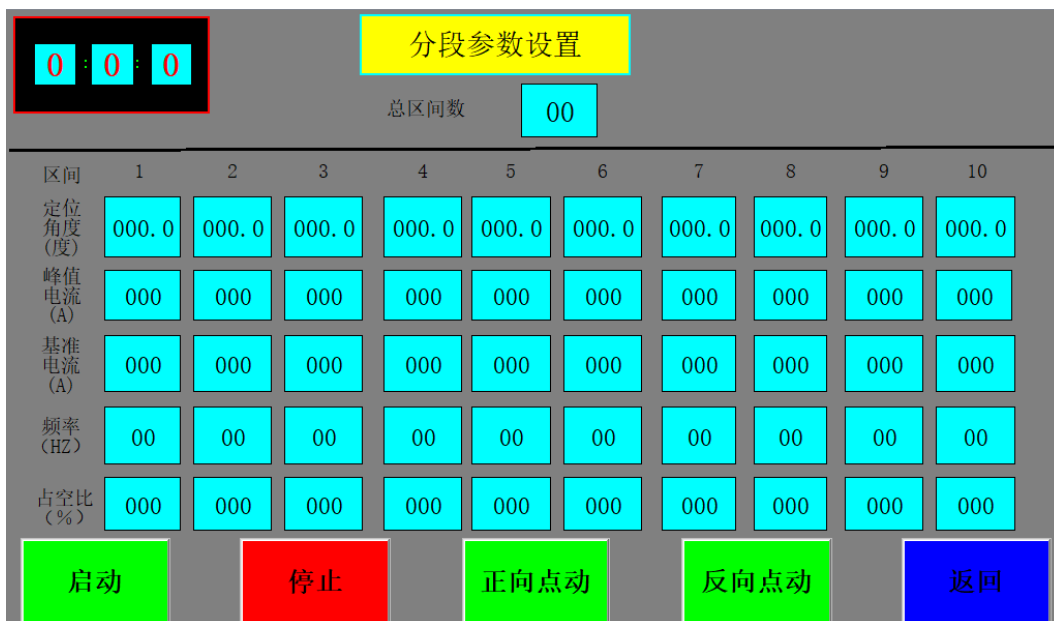 0 : 0 : 0
分段参数设置
总区间数 00
区间 1 2 3 4 5 6 7 8 9 10
定位
角度
(度)
000.0 000.0 000.0 000.0 000.0 000.0 000.0 000.0 000.0 000.0
峰值
电流
(A)
000 000 000 000 000 000 000 000 000 000
基准
电流
(A)
000 000 000 000 000 000 000 000 000 000
频率
(HZ)
00 00 00 00 00 00 00 00 00 00
占空比
(%)
000 000 000 000 000 000 000 000 000 000
启动 停止 正向点动 反向点动 返回